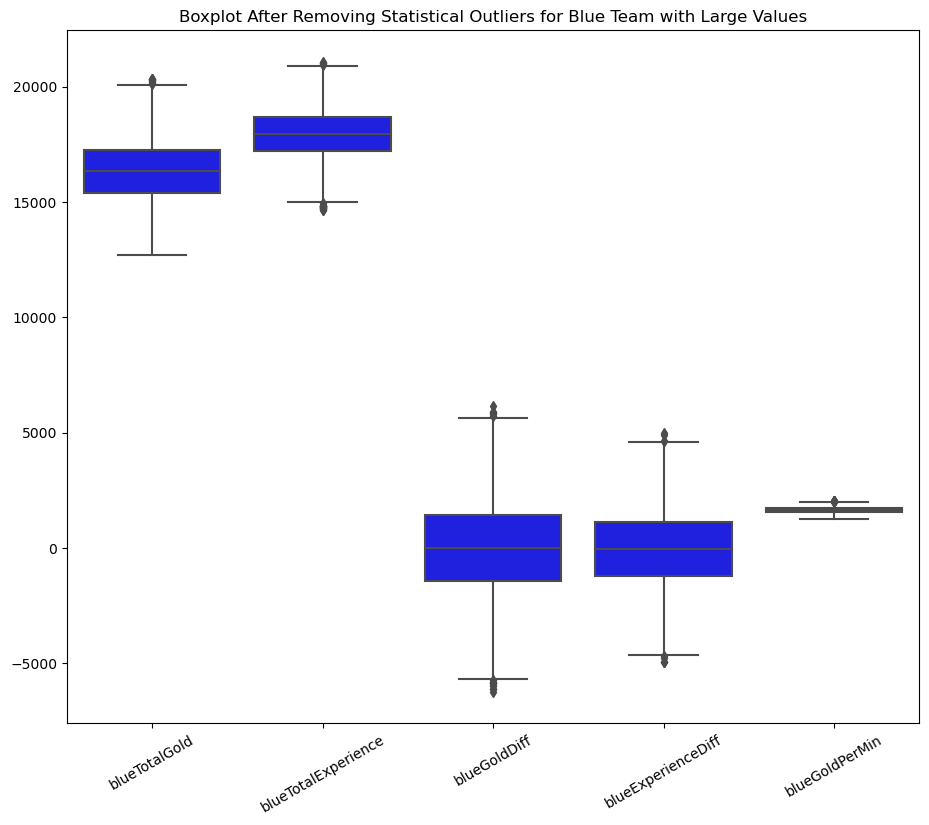 Boxplot After Removing Statistical Outliers for Blue Team with Large Values
20000
15000
10000
5000
0
−5000
blueTotalGold
blueTotalExperience
blueGoldDiff
blueExperienceDiff
blueGoldPerMin